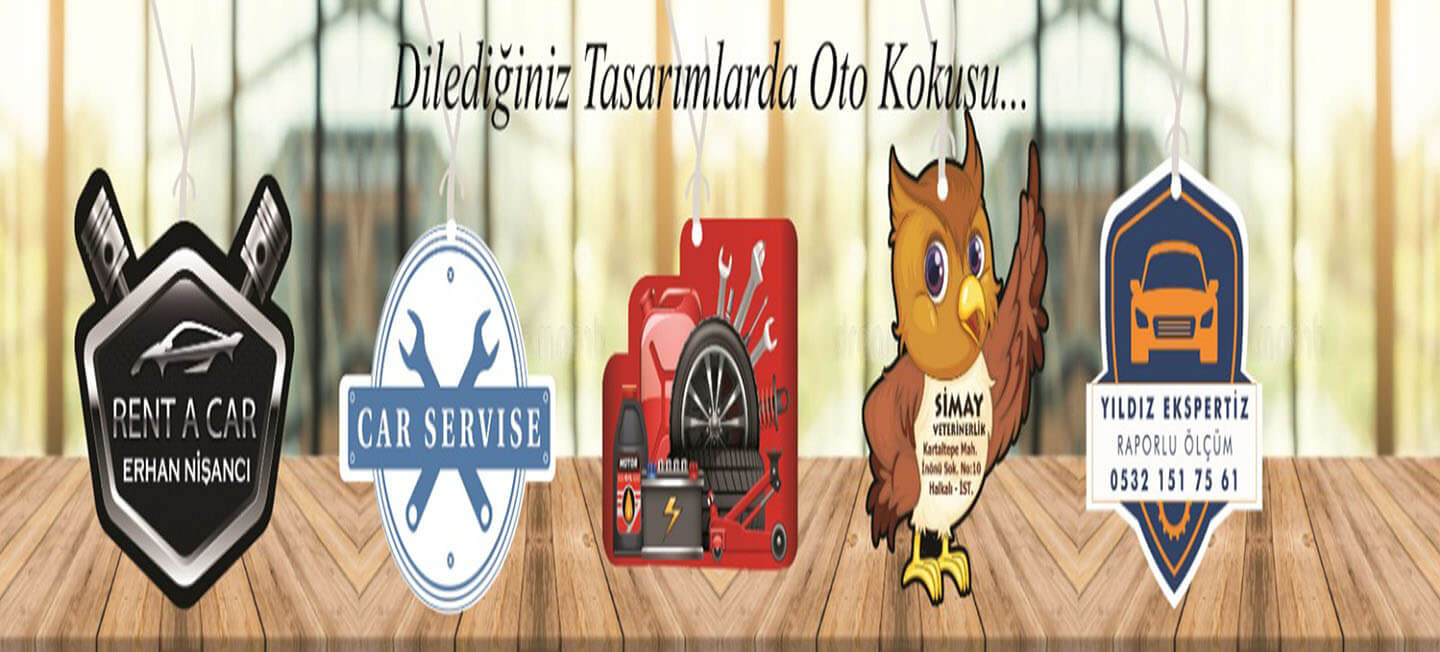 Dilediğiniz Tasarımlarda Oto Kokusu...
RENT A CAR
ERHAN NİŞANCI
CAR SERVISE
MOTOR
SİMAY
VETERİNERLİK
Kartaltepe Mah.
İnönü Sok. No:10
Halkalı - İST.
YILDIZ EKSPERTİZ
RAPORLU ÖLÇÜM
0532 151 75 61